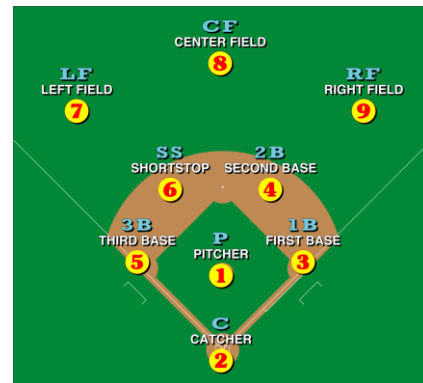 CF
CENTER FIELD
8
LF
LEFT FIELD
7
RF
RIGHT FIELD
9
SS
SHORTSTOP
6
2B
SECOND BASE
4
3B
THIRD BASE
5
P
PITCHER
1
1B
FIRST BASE
3
C
CATCHER
2